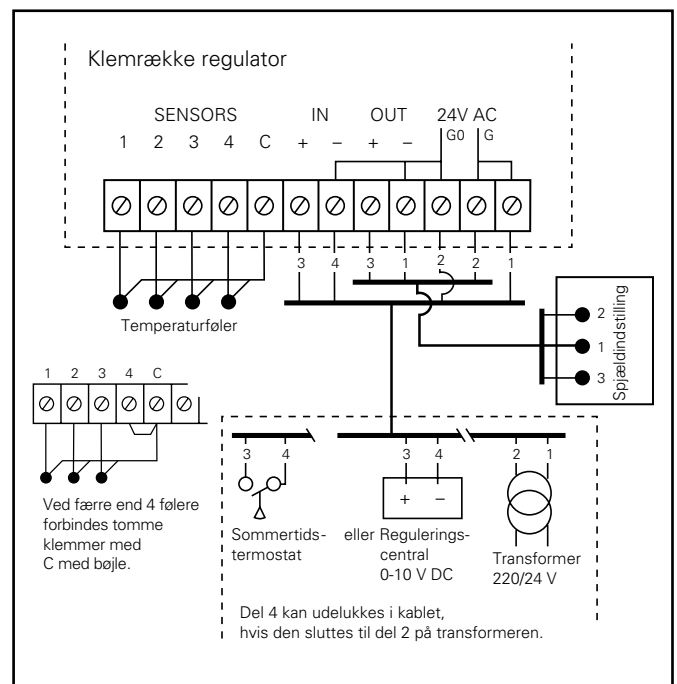 Klemrække regulator
SENSORS IN OUT 24V AC
1 2 3 4 C + – + – G0 G
3 4 3 1 2 2 1
Temperaturføler
2
1
3
Spjældindstilling
1 2 3 4 C
Ved færre end 4 følere
forbindes tomme
klemmer med
C med bøjle.
3 4 3 4 2 1
+ –
Sommertids-
termostat
eller Regulerings-
central
0-10 V DC
Transformer
220/24 V
Del 4 kan udelukkes i kablet,
hvis den sluttes til del 2 på transformeren.